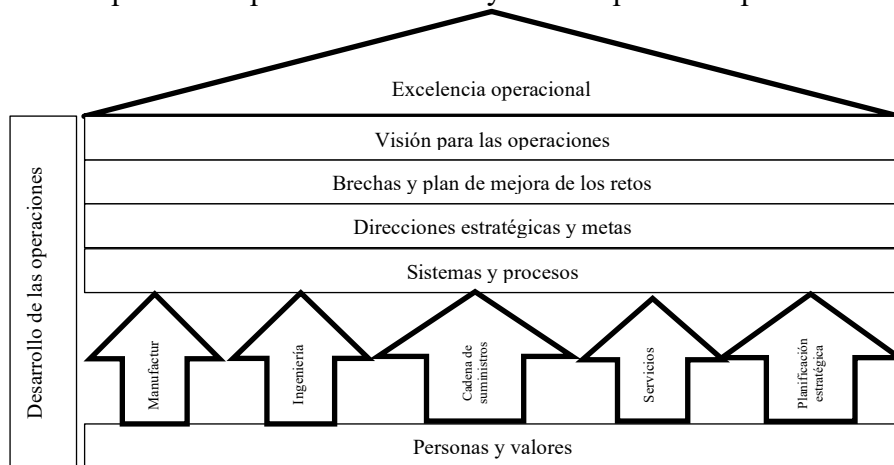 Excelencia operacional
Desarrollo de las operaciones
Visión para las operaciones
Brechas y plan de mejora de los retos
Direcciones estratégicas y metas
Sistemas y procesos
Manufactur
Ingeniería
Cadena de
suministros
Servicios
Planificación
estratégica
Personas y valores